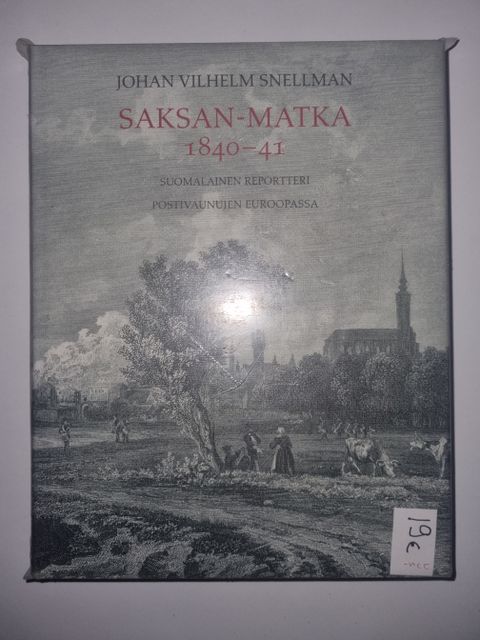 JOHAN VILHELM SNELLMAN
SAKSAN-MATKA
1840–41
SUOMALAINEN REPORTTERI
POSTIVAUNUJEN EUROOPASSA
19€